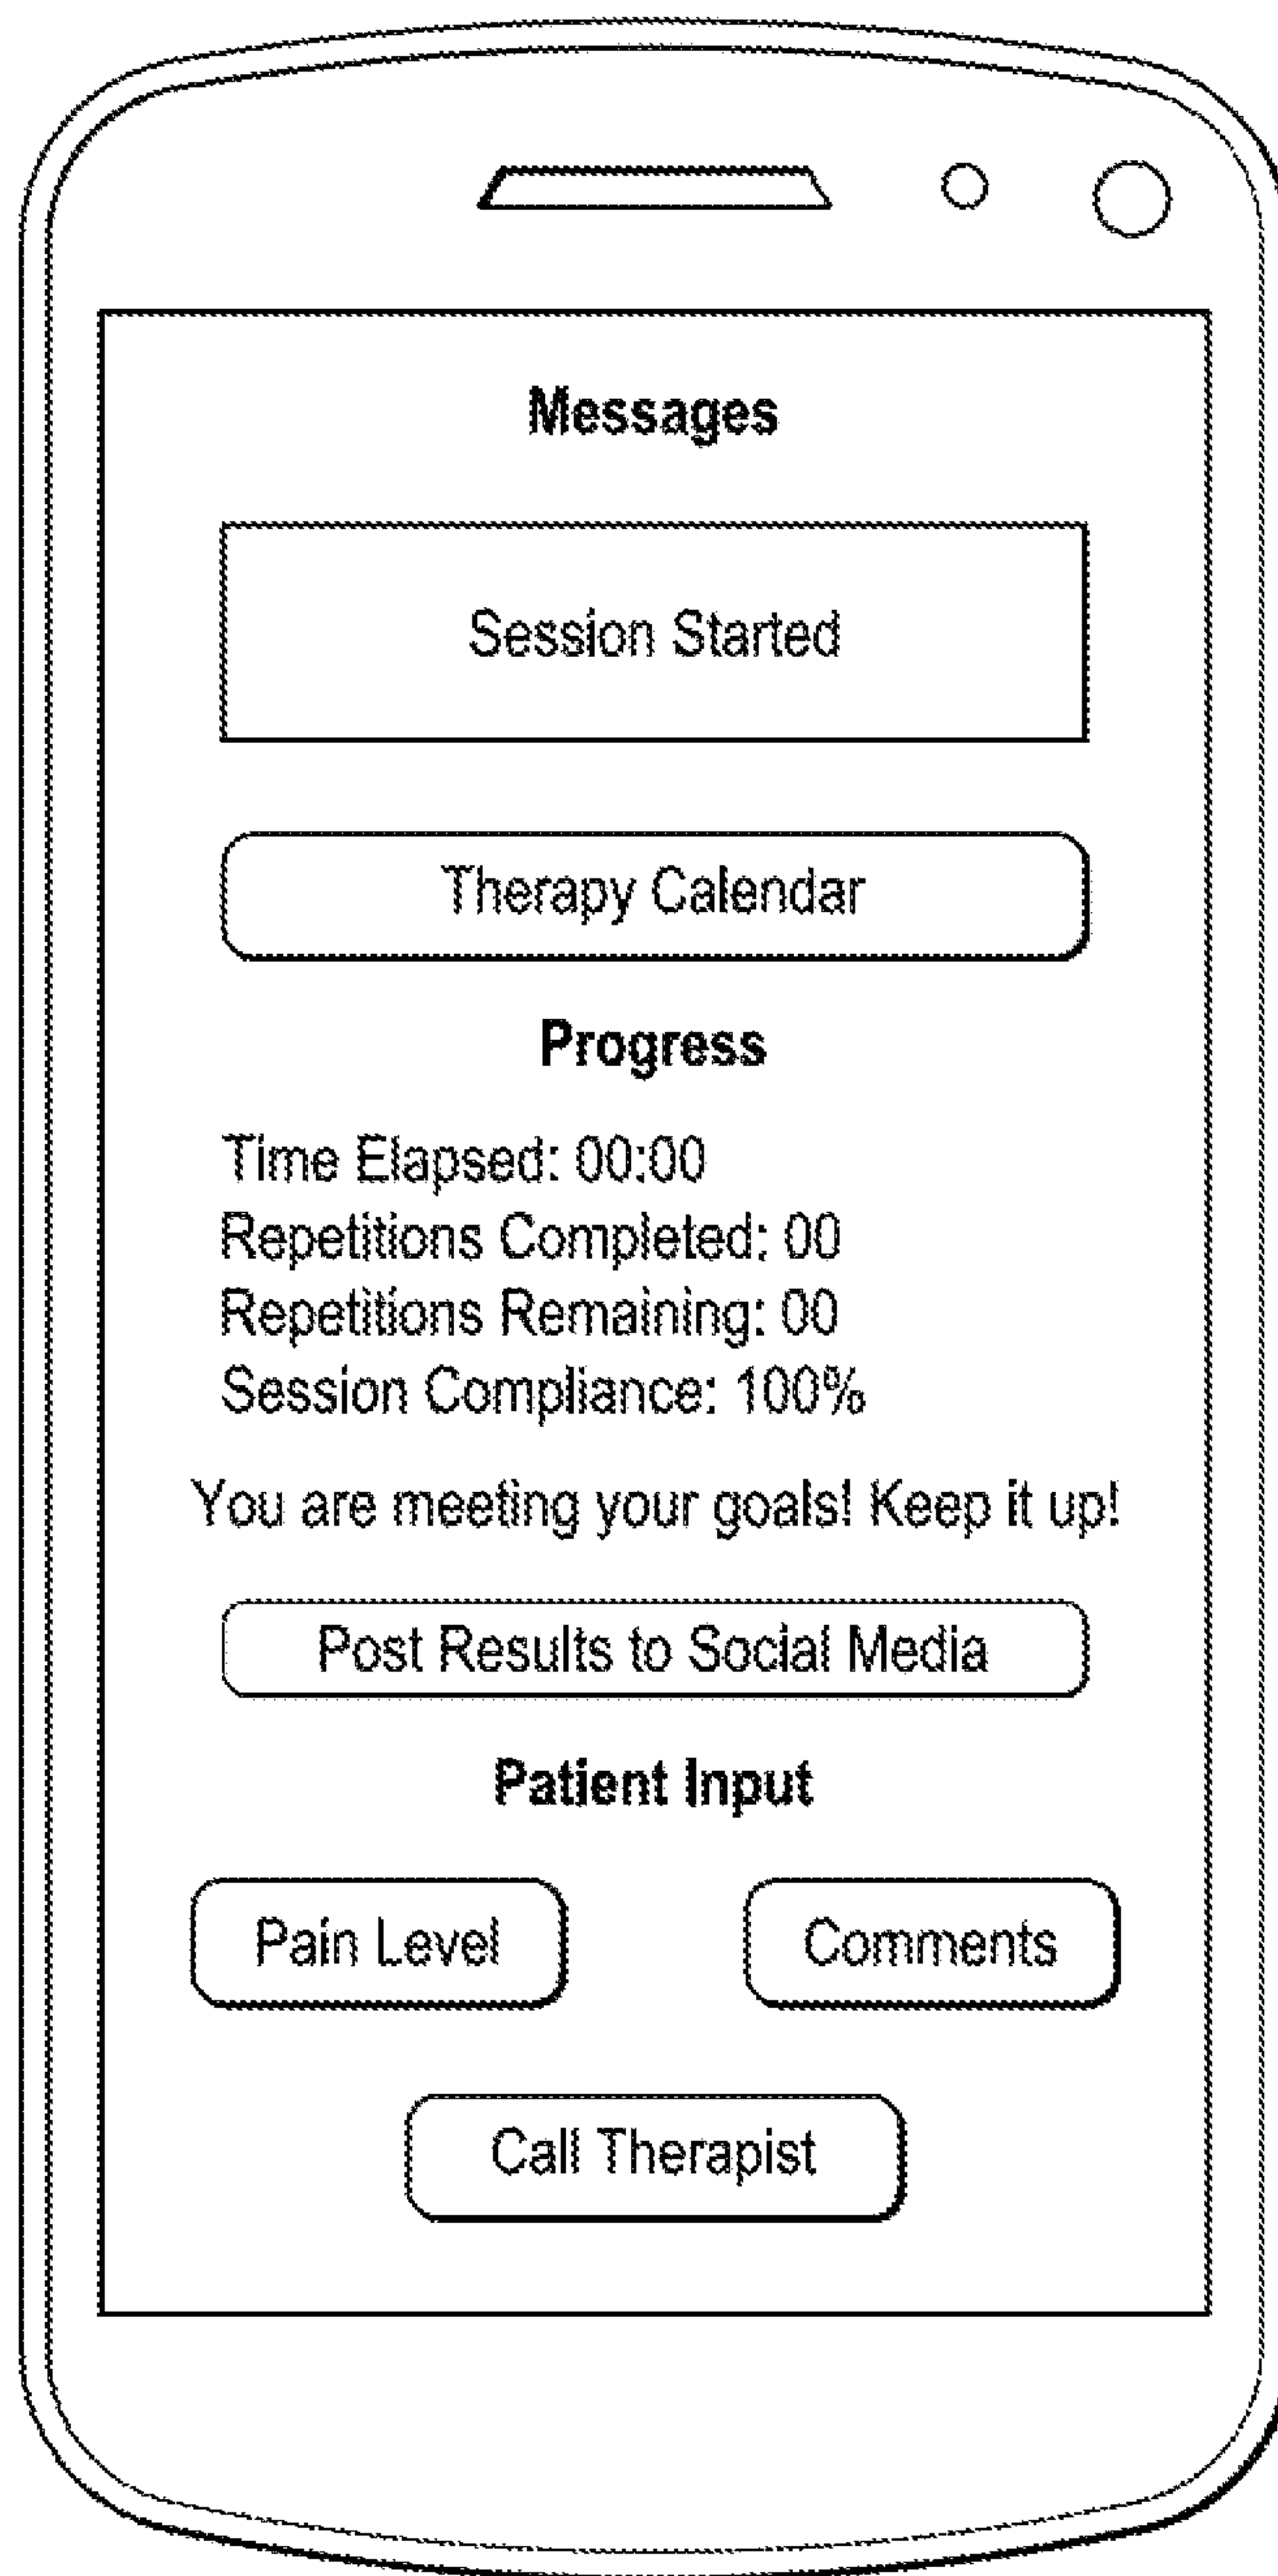 Messages
Session Started
Therapy Calendar
Progress
Time Elapsed: 00:00
Repetitions Completed: 00
Repetitions Remaining: 00
Session Compliance: 100%
You are meeting your goals! Keep it up!
Post Results to Social Media
Patient Input
Pain Level
Comments
Call Therapist